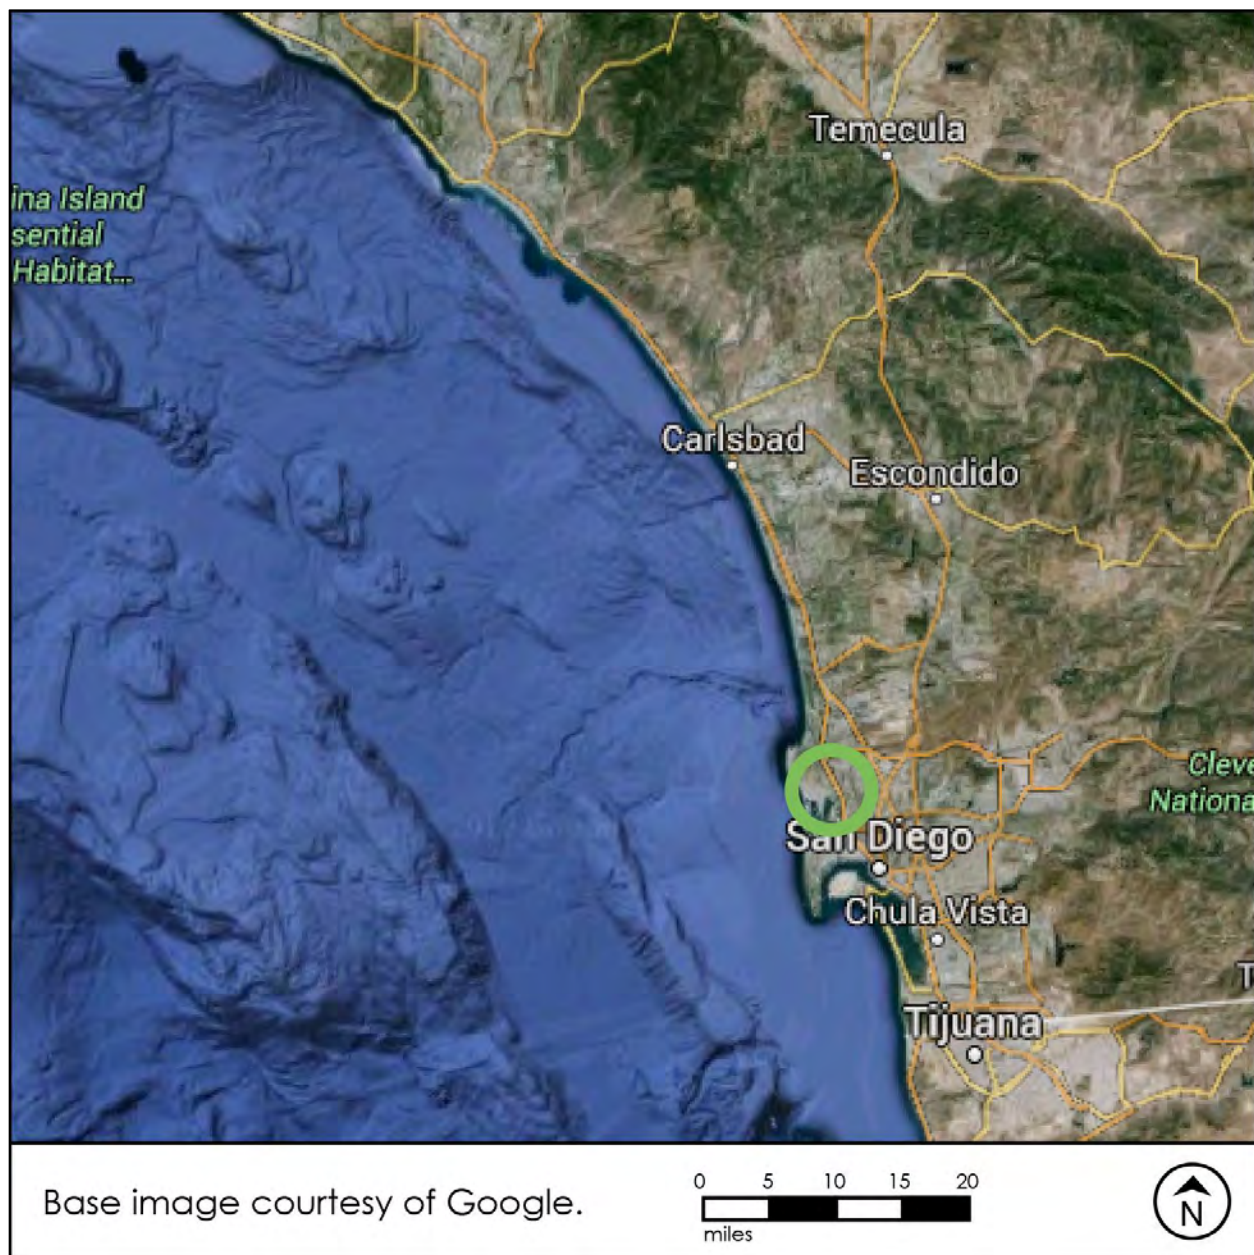 Temecula
ina Island
sential
Habitat...
Carlsbad
Escondido
Cleve
Nationa
San Diego
Chula Vista
T
Tijuana
Base image courtesy of Google.
0 5 10 15 20
miles
N